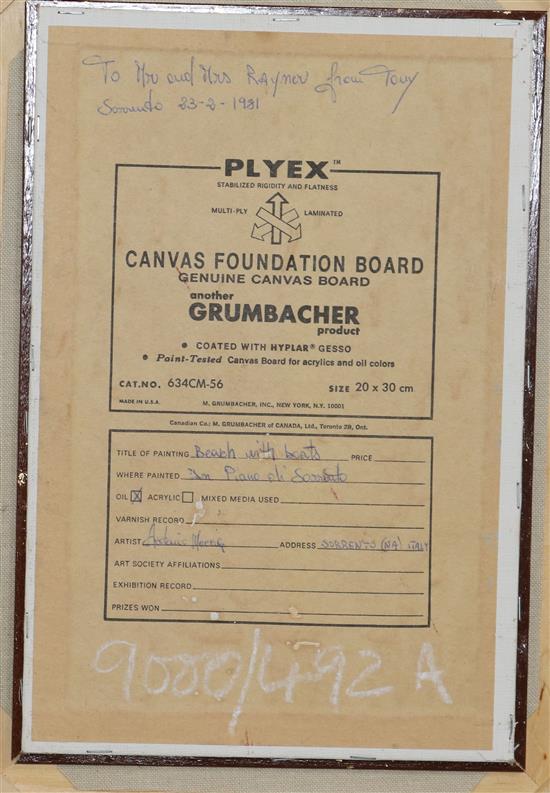 To Mr and Mrs Raynor from Tony
Sorrento 23-2-1981
PLYEX™
STABILIZED RIGIDITY AND FLATNESS
MULTI-PLY LAMINATED
CANVAS FOUNDATION BOARD
GENUINE CANVAS BOARD
another
GRUMBACHER
product
• COATED WITH HYPLAR® GESSO
• Paint-Tested Canvas Board for acrylics and oil colors
CAT.NO. 634CM-56 SIZE 20 x 30 cm
MADE IN U.S.A. M. GRUMBACHER, INC., NEW YORK, N.Y. 10001
Canadian Co.: M. GRUMBACHER of CANADA, Ltd., Toronto 2B, Ont.
TITLE OF PAINTING Beach with boats PRICE
WHERE PAINTED In Piano di Sorrento
OIL ☒ ACRYLIC ☐ MIXED MEDIA USED
VARNISH RECORD
ARTIST ADDRESS SORRENTO (NA) ITALY
ART SOCIETY AFFILIATIONS
EXHIBITION RECORD
PRIZES WON
9000/492 A